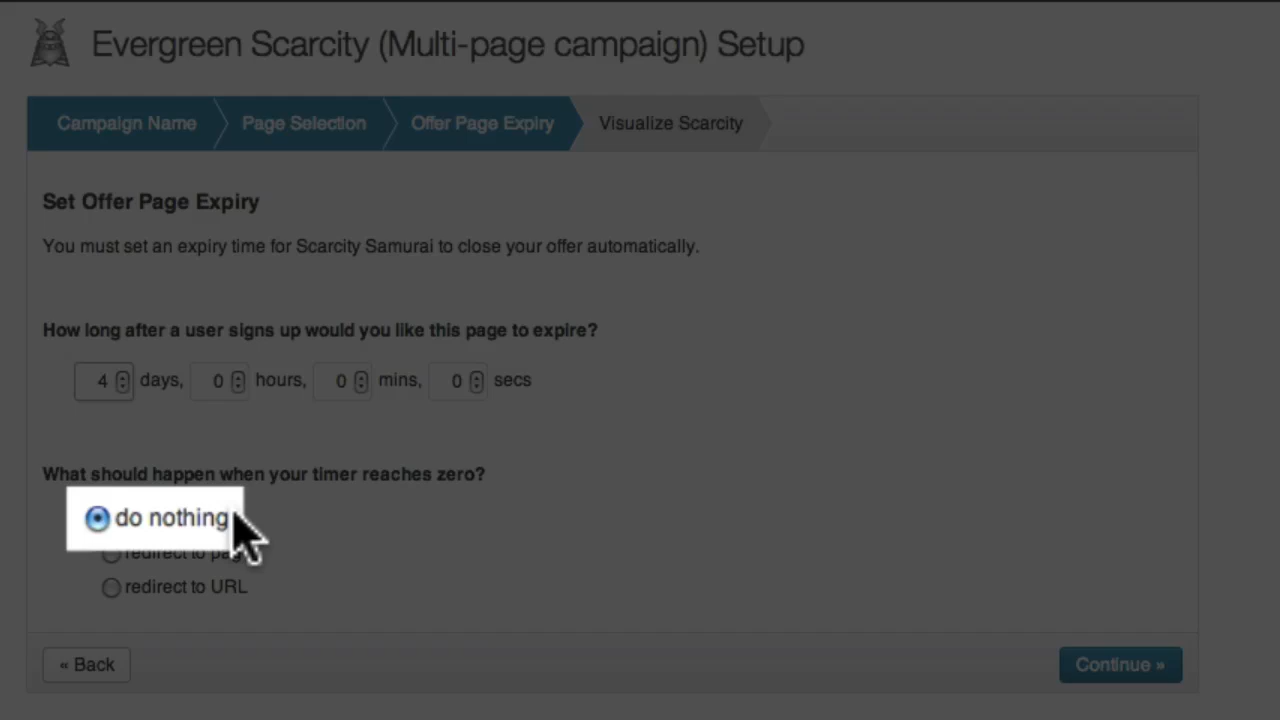 Evergreen Scarcity (Multi-page campaign) Setup
Campaign Name
Page Selection
Offer Page Expiry
Visualize Scarcity
Set Offer Page Expiry
You must set an expiry time for Scarcity Samurai to close your offer automatically.
How long after a user signs up would you like this page to expire?
4 days, 0 hours, 0 mins, 0 secs
What should happen when your timer reaches zero?
do nothing
redirect to
redirect to URL
« Back
Continue »